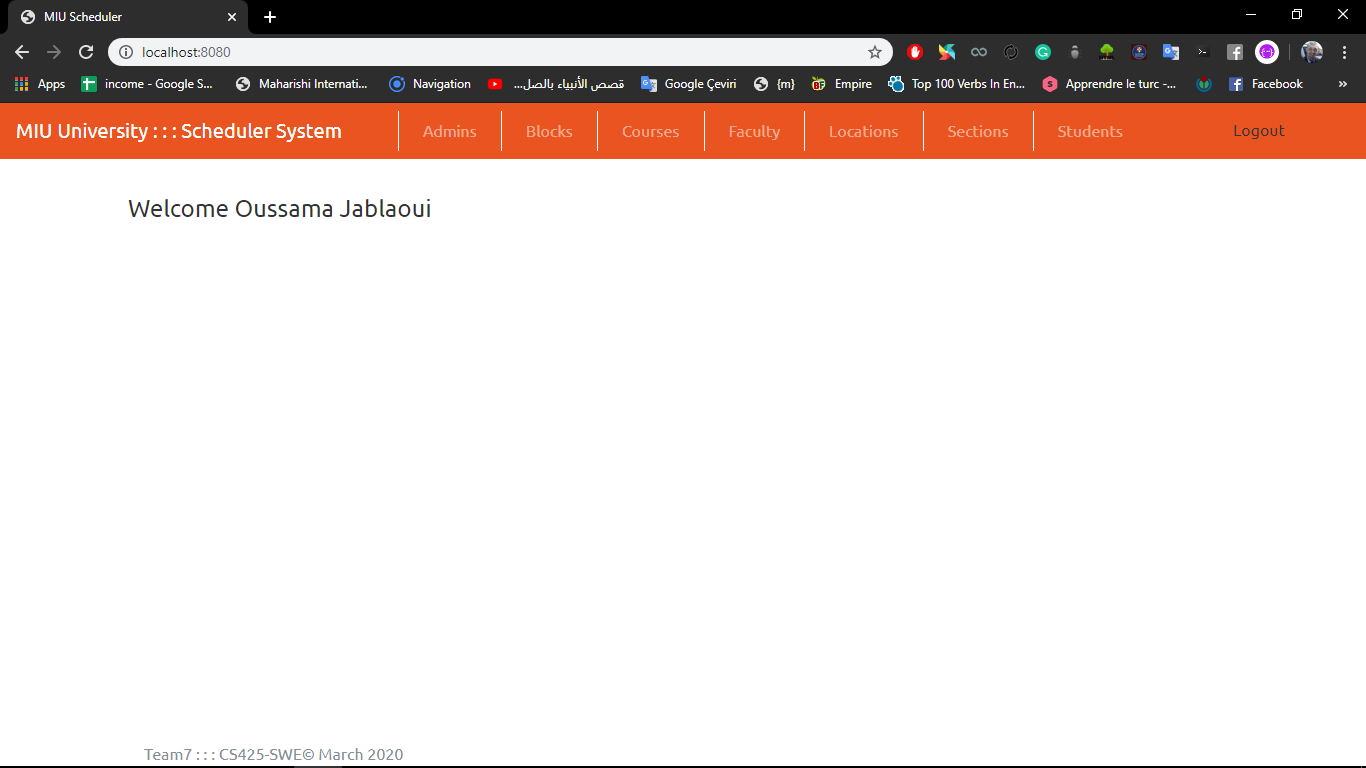 MIU Scheduler
localhost:8080
Apps income - Google S... Maharishi Internati... Navigation قصص الأنبياء بالصل... Google Çeviri {m} Empire Top 100 Verbs In En... Apprendre le turc -... Facebook »
MIU University : : : Scheduler System Admins Blocks Courses Faculty Locations Sections Students Logout
Welcome Oussama Jablaoui
Team7 : : : CS425-SWE© March 2020